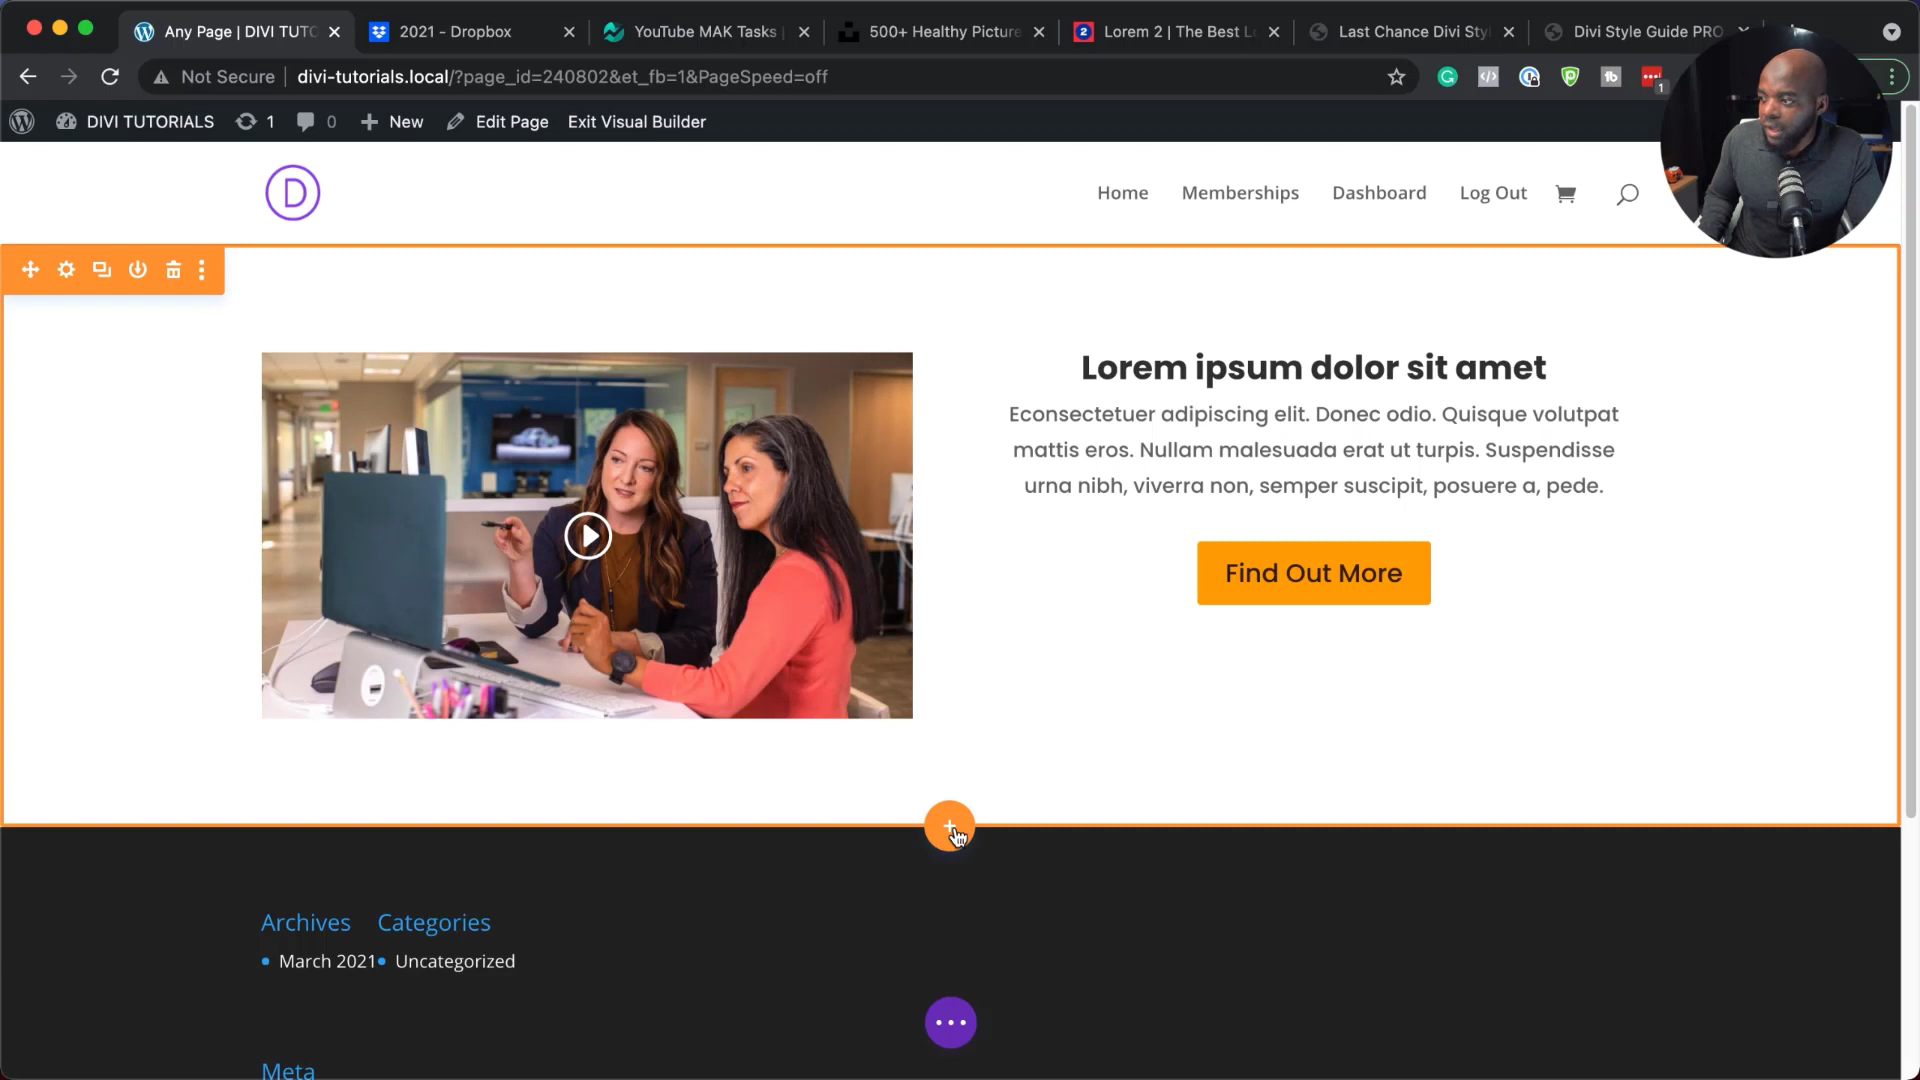 Any Page | DIVI TUTO
2021 - Dropbox
YouTube MAK Tasks
500+ Healthy Picture
2
Lorem 2 | The Best L
Last Chance Divi Sty
Divi Style Guide PRO
Not Secure
divi-tutorials.local/?page_id=240802&et_fb=1&PageSpeed=off
1
DIVI TUTORIALS
1
0
New
Edit Page
Exit Visual Builder
D
Home
Memberships
Dashboard
Log Out
Lorem ipsum dolor sit amet
Econsectetuer adipiscing elit. Donec odio. Quisque volutpat
mattis eros. Nullam malesuada erat ut turpis. Suspendisse
urna nibh, viverra non, semper suscipit, posuere a, pede.
Find Out More
Archives
Categories
March 2021
Uncategorized
Meta